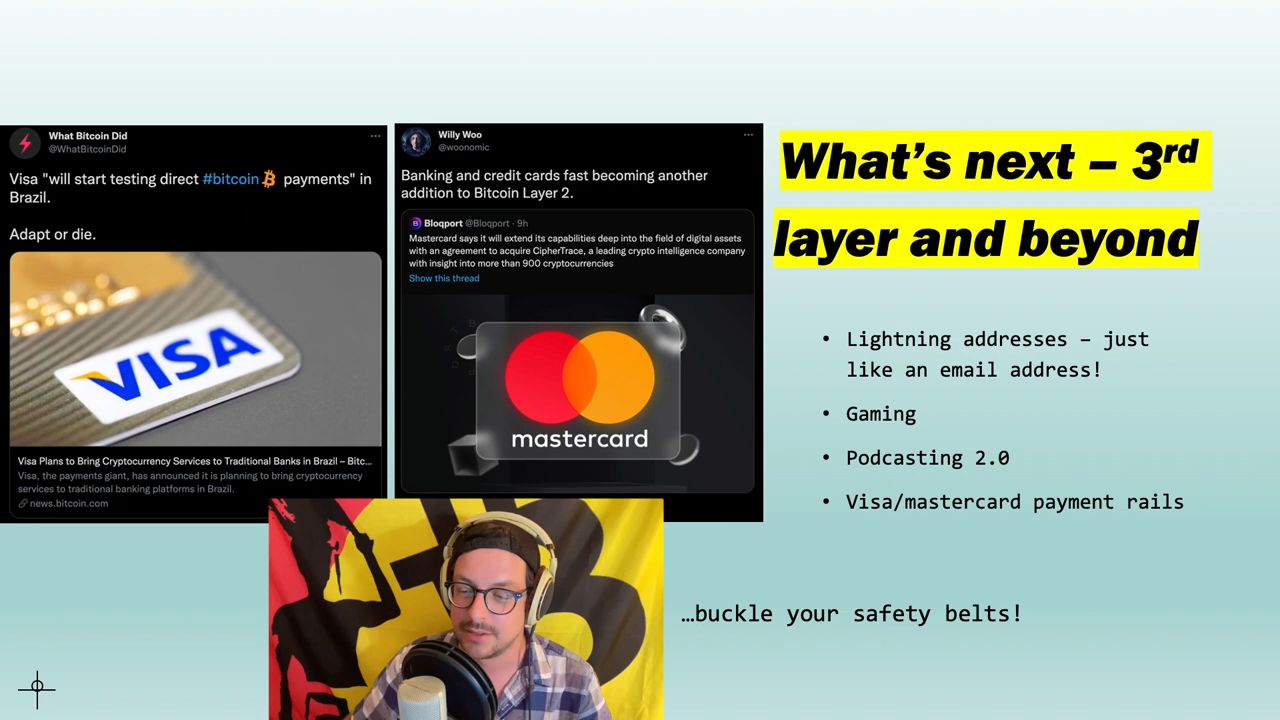 What Bitcoin Did
@WhatBitcoinDid
Visa "will start testing direct #bitcoin payments" in
Brazil.
Adapt or die.
VISA
Visa Plans to Bring Cryptocurrency Services to Traditional Banks in Brazil – Bitc...
Visa, the payments giant, has announced it is planning to bring cryptocurrency
services to traditional banking platforms in Brazil.
news.bitcoin.com
Willy Woo
@woonomic
Banking and credit cards fast becoming another
addition to Bitcoin Layer 2.
Bloqport @Bloqport · 9h
Mastercard says it will extend its capabilities deep into the field of digital assets
with an agreement to acquire CipherTrace, a leading crypto intelligence company
with insight into more than 900 cryptocurrencies
Show this thread
mastercard
What's next – 3rd
layer and beyond
• Lightning addresses – just
like an email address!
• Gaming
• Podcasting 2.0
• Visa/mastercard payment rails
…buckle your safety belts!